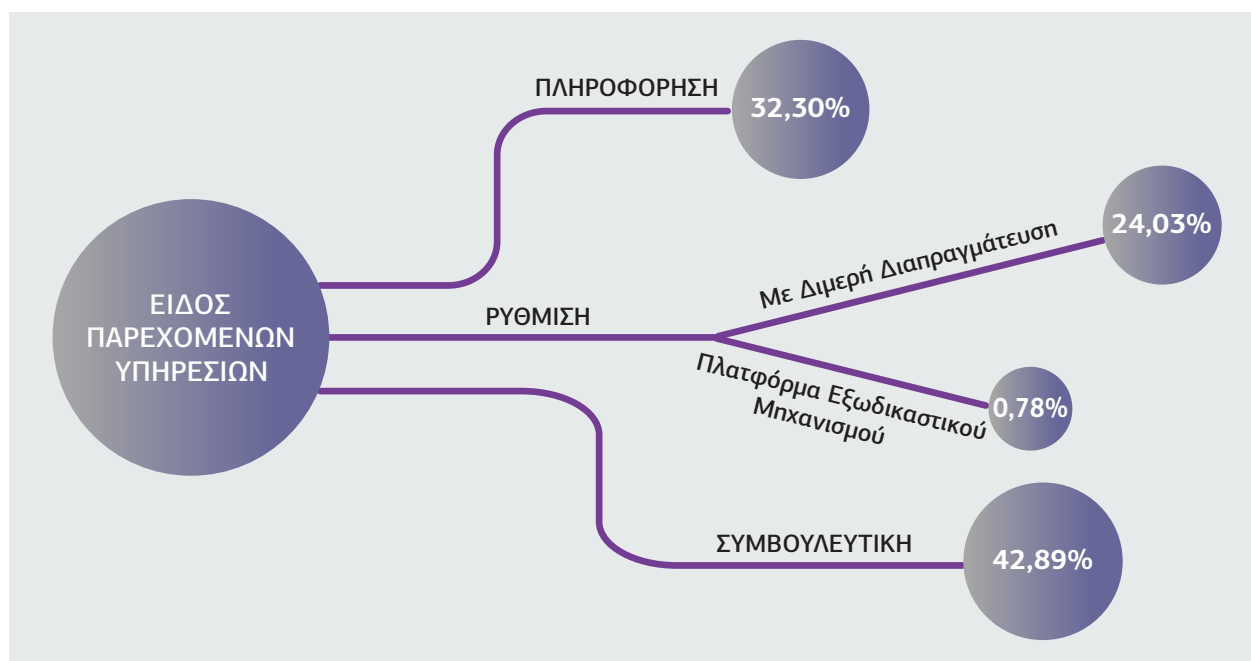 ΕΙΔΟΣ
ΠΑΡΕΧΟΜΕΝΩΝ
ΥΠΗΡΕΣΙΩΝ
ΠΛΗΡΟΦΟΡΗΣΗ
32,30%
ΡΥΘΜΙΣΗ
Με Διμερή Διαπραγμάτευση
24,03%
Πλατφόρμα Εξωδικαστικού
Μηχανισμού
0,78%
ΣΥΜΒΟΥΛΕΥΤΙΚΗ
42,89%